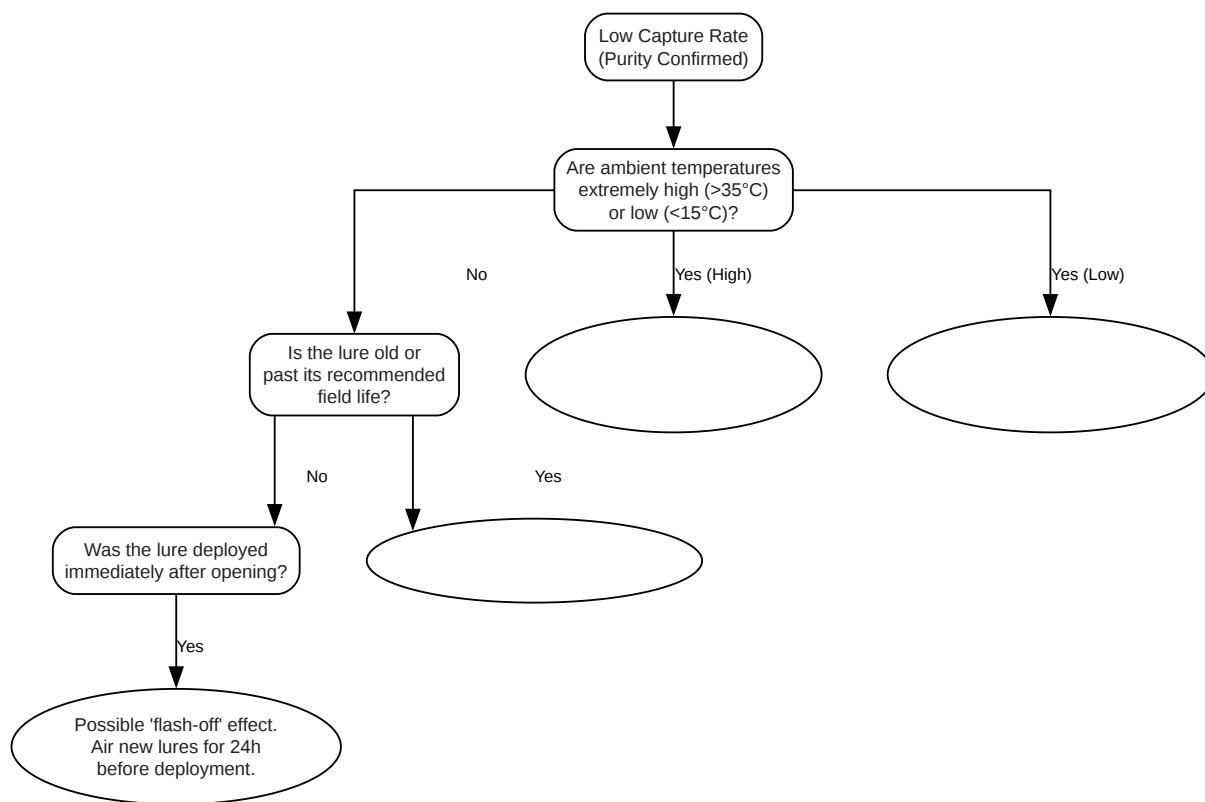 Low Capture Rate
(Purity Confirmed)
Are ambient temperatures
extremely high (>35°C)
or low (<15°C)?
No
Yes (High)
Yes (Low)
Is the lure old or
past its recommended
field life?
No
Yes
Was the lure deployed
immediately after opening?
Yes
Possible 'flash-off' effect.
Air new lures for 24h
before deployment.